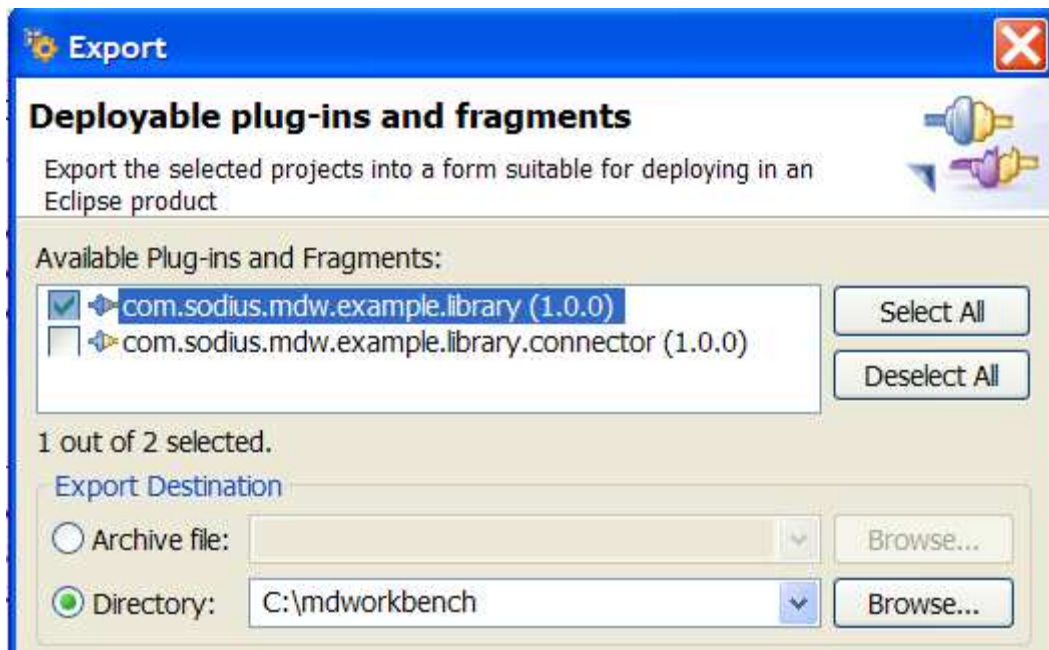 Export
Deployable plug-ins and fragments
Export the selected projects into a form suitable for deploying in an
Eclipse product
Available Plug-ins and Fragments:
com.sodius.mdw.example.library (1.0.0)
Select All
com.sodius.mdw.example.library.connector (1.0.0)
Deselect All
1 out of 2 selected.
Export Destination
Archive file:
Browse...
Directory:
C:\mdworkbench
Browse...